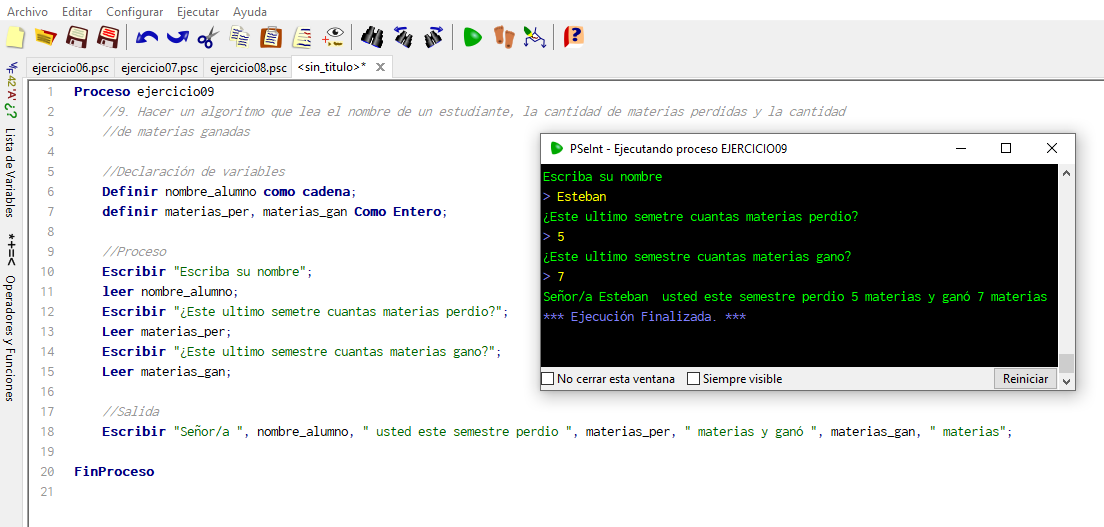 Archivo Editar Configurar Ejecutar Ayuda
ejercicio06.psc ejercicio07.psc ejercicio08.psc <sin_titulo>*
Lista de Variables
Operadores y Funciones
1 Proceso ejercicio09
2 //9. Hacer un algoritmo que lea el nombre de un estudiante, la cantidad de materias perdidas y la cantidad
3 //de materias ganadas
4
5 //Declaración de variables
6 Definir nombre_alumno como cadena;
7 definir materias_per, materias_gan Como Entero;
8
9 //Proceso
10 Escribir "Escriba su nombre";
11 leer nombre_alumno;
12 Escribir "¿Este ultimo semetre cuantas materias perdio?";
13 Leer materias_per;
14 Escribir "¿Este ultimo semestre cuantas materias gano?";
15 Leer materias_gan;
16
17 //Salida
18 Escribir "Señor/a ", nombre_alumno, " usted este semestre perdio ", materias_per, " materias y ganó ", materias_gan, " materias";
19
20 FinProceso
21
PSeInt - Ejecutando proceso EJERCICIO09
Escriba su nombre
> Esteban
¿Este ultimo semetre cuantas materias perdio?
> 5
¿Este ultimo semestre cuantas materias gano?
> 7
Señor/a Esteban  usted este semestre perdio 5 materias y ganó 7 materias
*** Ejecución Finalizada. ***
No cerrar esta ventana Siempre visible Reiniciar